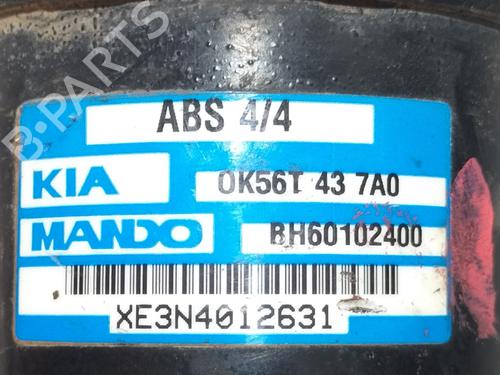 B-PARTS
ABS 4/4
KIA 0K56T 43 7A0
MANDO BH60102400
XE3N4012631